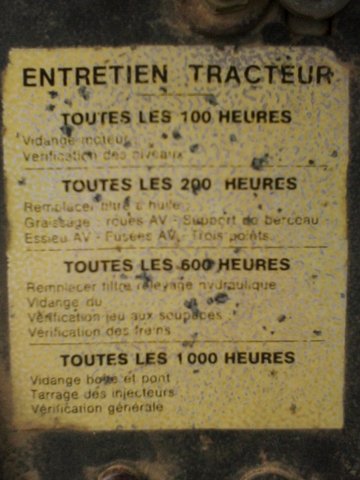 ENTRETIEN TRACTEUR
TOUTES LES 100 HEURES
Vidange moteur
Vérification des niveaux
TOUTES LES 200 HEURES
Remplacer filtre à huile
Graissage : roues AV - Support de berceau
Essieu AV - Fusées AV - Trois points
TOUTES LES 600 HEURES
Remplacer filtre relevage hydraulique
Vidange du
Vérification jeu aux soupapes
Vérification des freins
TOUTES LES 1000 HEURES
Vidange boite et pont
Tarrage des injecteurs
Vérification générale